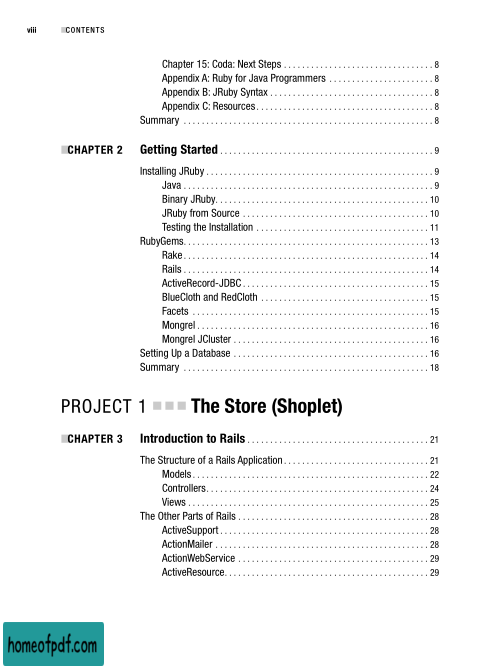 viii ■CONTENTS
Chapter 15: Coda: Next Steps . . . . . . . . . . . . . . . . . . . . . . . . . . . . . . . . . 8
Appendix A: Ruby for Java Programmers . . . . . . . . . . . . . . . . . . . . . . . 8
Appendix B: JRuby Syntax . . . . . . . . . . . . . . . . . . . . . . . . . . . . . . . . . . . . 8
Appendix C: Resources . . . . . . . . . . . . . . . . . . . . . . . . . . . . . . . . . . . . . . . 8
Summary . . . . . . . . . . . . . . . . . . . . . . . . . . . . . . . . . . . . . . . . . . . . . . . . . . . . . . . 8
■CHAPTER 2 Getting Started . . . . . . . . . . . . . . . . . . . . . . . . . . . . . . . . . . . . . . . . . . . . . . . 9
Installing JRuby . . . . . . . . . . . . . . . . . . . . . . . . . . . . . . . . . . . . . . . . . . . . . . . . . . 9
Java . . . . . . . . . . . . . . . . . . . . . . . . . . . . . . . . . . . . . . . . . . . . . . . . . . . . . . . 9
Binary JRuby. . . . . . . . . . . . . . . . . . . . . . . . . . . . . . . . . . . . . . . . . . . . . . . 10
JRuby from Source . . . . . . . . . . . . . . . . . . . . . . . . . . . . . . . . . . . . . . . . . 10
Testing the Installation . . . . . . . . . . . . . . . . . . . . . . . . . . . . . . . . . . . . . . 11
RubyGems. . . . . . . . . . . . . . . . . . . . . . . . . . . . . . . . . . . . . . . . . . . . . . . . . . . . . . 13
Rake . . . . . . . . . . . . . . . . . . . . . . . . . . . . . . . . . . . . . . . . . . . . . . . . . . . . . . 14
Rails . . . . . . . . . . . . . . . . . . . . . . . . . . . . . . . . . . . . . . . . . . . . . . . . . . . . . . 14
ActiveRecord-JDBC . . . . . . . . . . . . . . . . . . . . . . . . . . . . . . . . . . . . . . . . . 15
BlueCloth and RedCloth . . . . . . . . . . . . . . . . . . . . . . . . . . . . . . . . . . . . . 15
Facets . . . . . . . . . . . . . . . . . . . . . . . . . . . . . . . . . . . . . . . . . . . . . . . . . . . . 15
Mongrel . . . . . . . . . . . . . . . . . . . . . . . . . . . . . . . . . . . . . . . . . . . . . . . . . . . 16
Mongrel JCluster . . . . . . . . . . . . . . . . . . . . . . . . . . . . . . . . . . . . . . . . . . . 16
Setting Up a Database . . . . . . . . . . . . . . . . . . . . . . . . . . . . . . . . . . . . . . . . . . . 16
Summary . . . . . . . . . . . . . . . . . . . . . . . . . . . . . . . . . . . . . . . . . . . . . . . . . . . . . . 18
PROJECT 1 ■ ■ ■ The Store (Shoplet)
■CHAPTER 3 Introduction to Rails . . . . . . . . . . . . . . . . . . . . . . . . . . . . . . . . . . . . . . . . 21
The Structure of a Rails Application . . . . . . . . . . . . . . . . . . . . . . . . . . . . . . . . 21
Models . . . . . . . . . . . . . . . . . . . . . . . . . . . . . . . . . . . . . . . . . . . . . . . . . . . . 22
Controllers. . . . . . . . . . . . . . . . . . . . . . . . . . . . . . . . . . . . . . . . . . . . . . . . . 24
Views . . . . . . . . . . . . . . . . . . . . . . . . . . . . . . . . . . . . . . . . . . . . . . . . . . . . . 25
The Other Parts of Rails . . . . . . . . . . . . . . . . . . . . . . . . . . . . . . . . . . . . . . . . . . 28
ActiveSupport . . . . . . . . . . . . . . . . . . . . . . . . . . . . . . . . . . . . . . . . . . . . . . 28
ActionMailer . . . . . . . . . . . . . . . . . . . . . . . . . . . . . . . . . . . . . . . . . . . . . . . 28
ActionWebService . . . . . . . . . . . . . . . . . . . . . . . . . . . . . . . . . . . . . . . . . . 29
ActiveResource. . . . . . . . . . . . . . . . . . . . . . . . . . . . . . . . . . . . . . . . . . . . . 29
homeofpdf.com